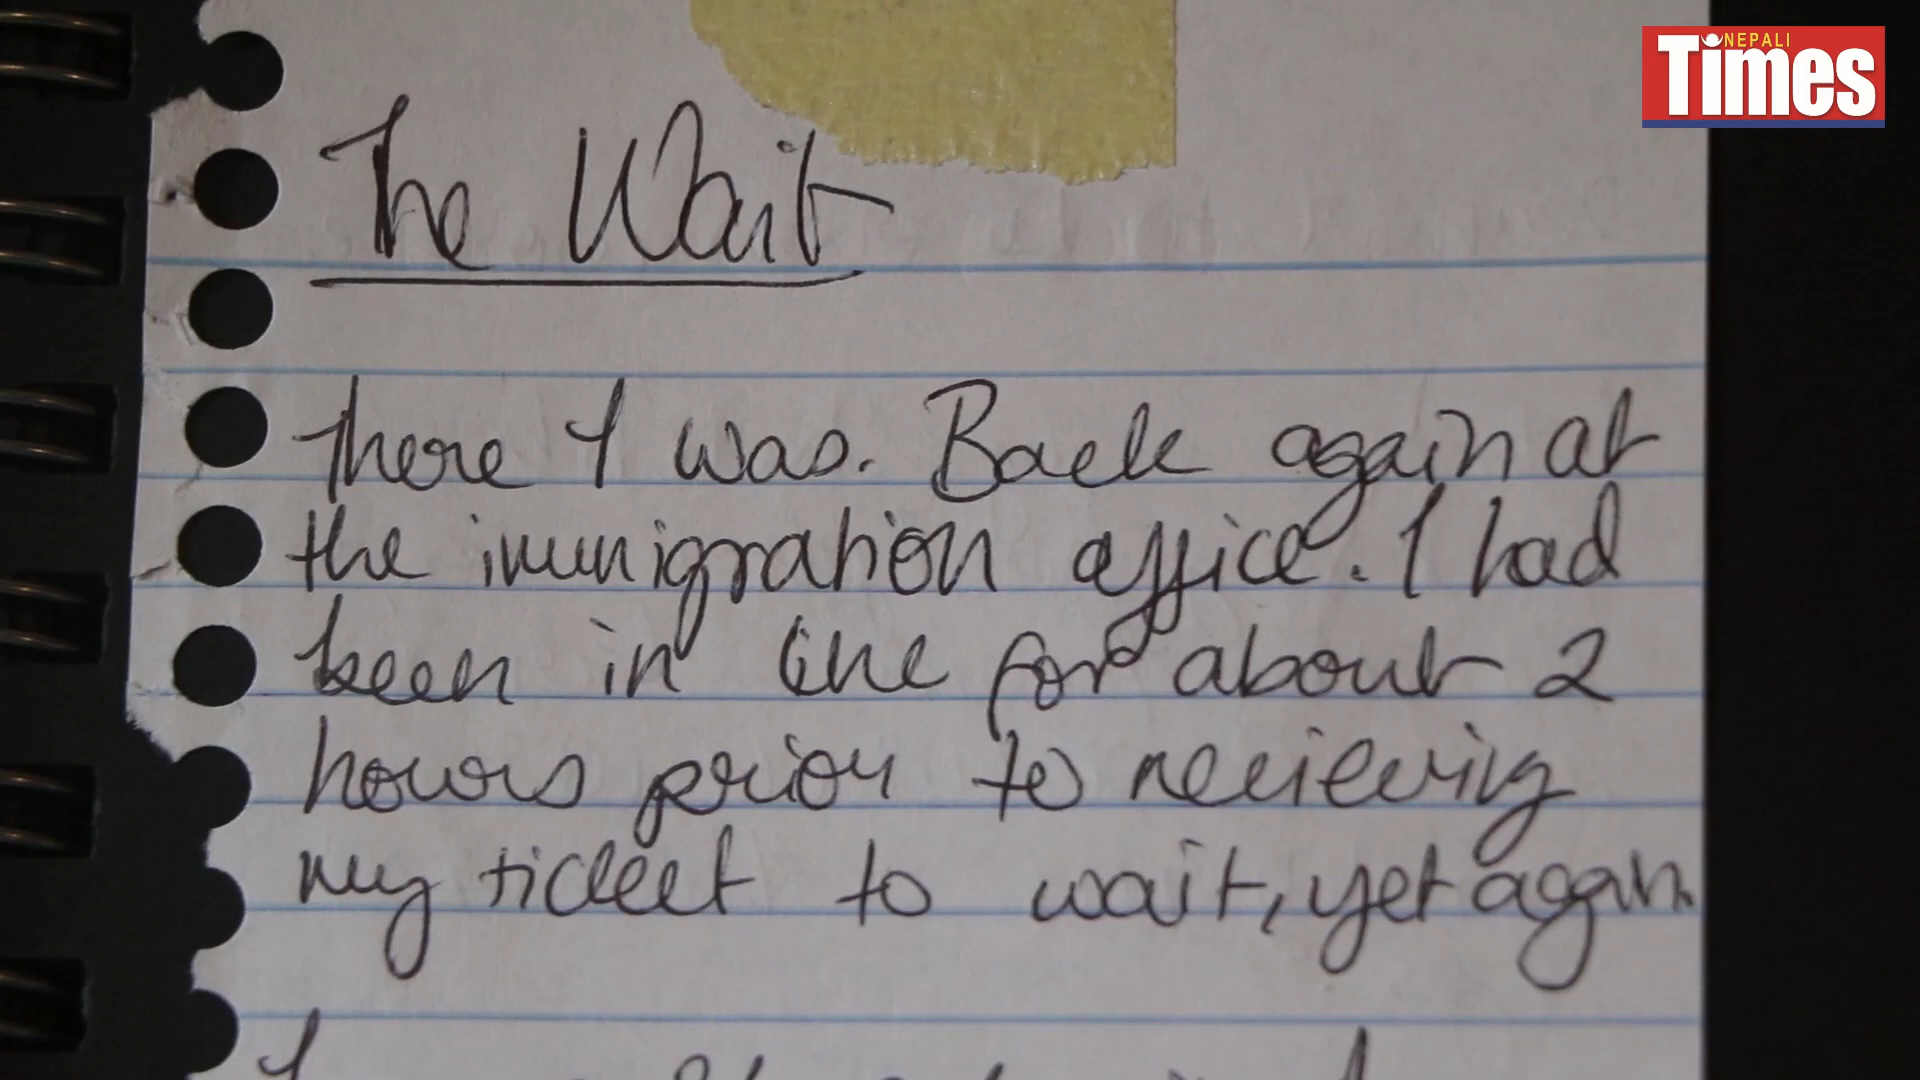 NEPALI
Times
The Wait
There I was. Back again at
the immigration office. I had
been in line for about 2
hours prior to recieving
my ticket to wait, yet again.